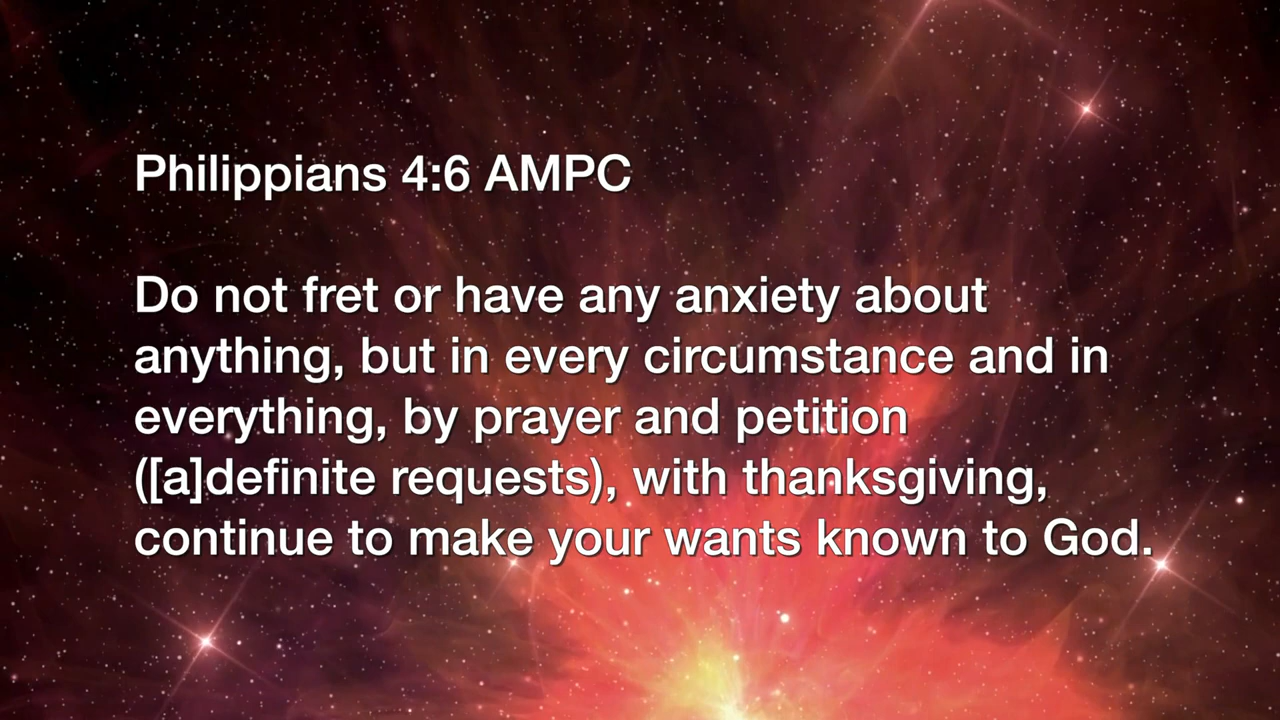 Philippians 4:6 AMPC
Do not fret or have any anxiety about
anything, but in every circumstance and in
everything, by prayer and petition
([a]definite requests), with thanksgiving,
continue to make your wants known to God.